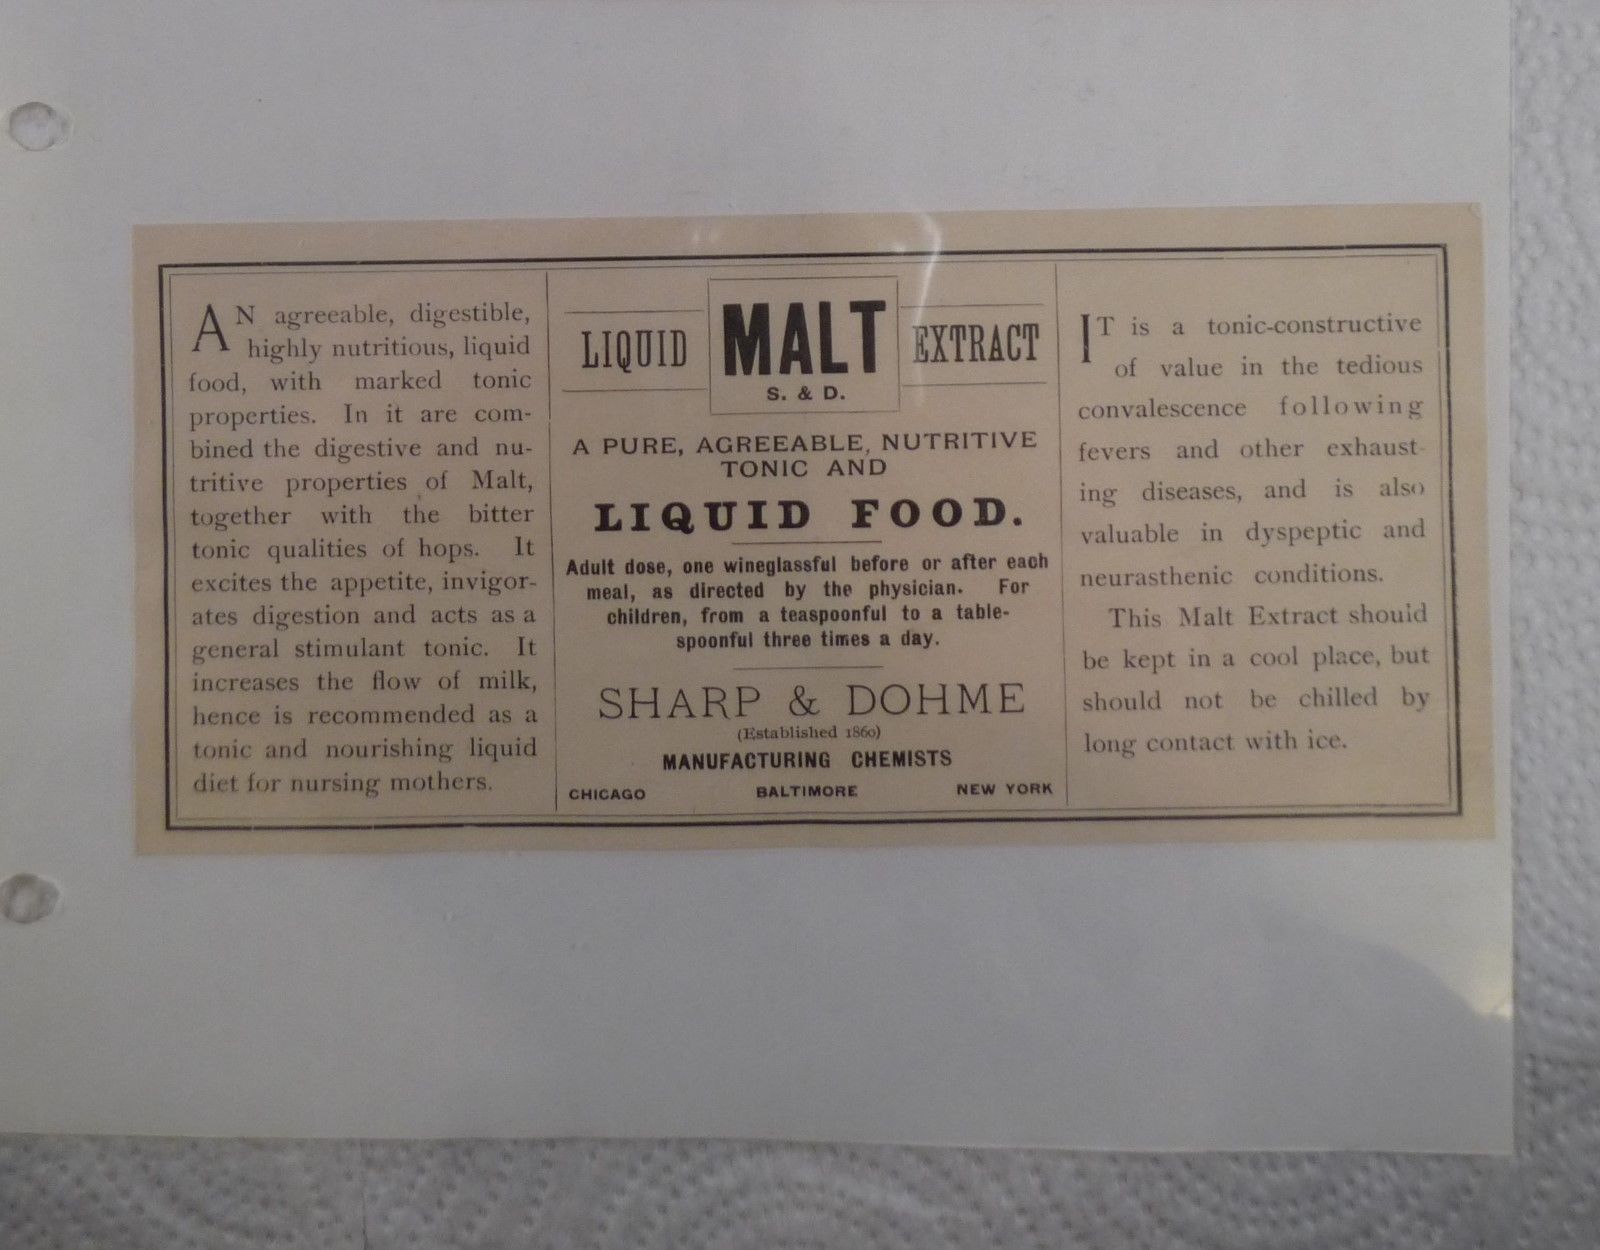 AN agreeable, digestible,
highly nutritious, liquid
food, with marked tonic
properties. In it are com-
bined the digestive and nu-
tritive properties of Malt,
together with the bitter
tonic qualities of hops. It
excites the appetite, invigor-
ates digestion and acts as a
general stimulant tonic. It
increases the flow of milk,
hence is recommended as a
tonic and nourishing liquid
diet for nursing mothers.
LIQUID MALT EXTRACT
S. & D.
A PURE, AGREEABLE, NUTRITIVE
TONIC AND
LIQUID FOOD.
Adult dose, one wineglassful before or after each
meal, as directed by the physician. For
children, from a teaspoonful to a table-
spoonful three times a day.
SHARP & DOHME
(Established 1860)
MANUFACTURING CHEMISTS
CHICAGO BALTIMORE NEW YORK
IT is a tonic-constructive
of value in the tedious
convalescence following
fevers and other exhaust-
ing diseases, and is also
valuable in dyspeptic and
neurasthenic conditions.
This Malt Extract should
be kept in a cool place, but
should not be chilled by
long contact with ice.